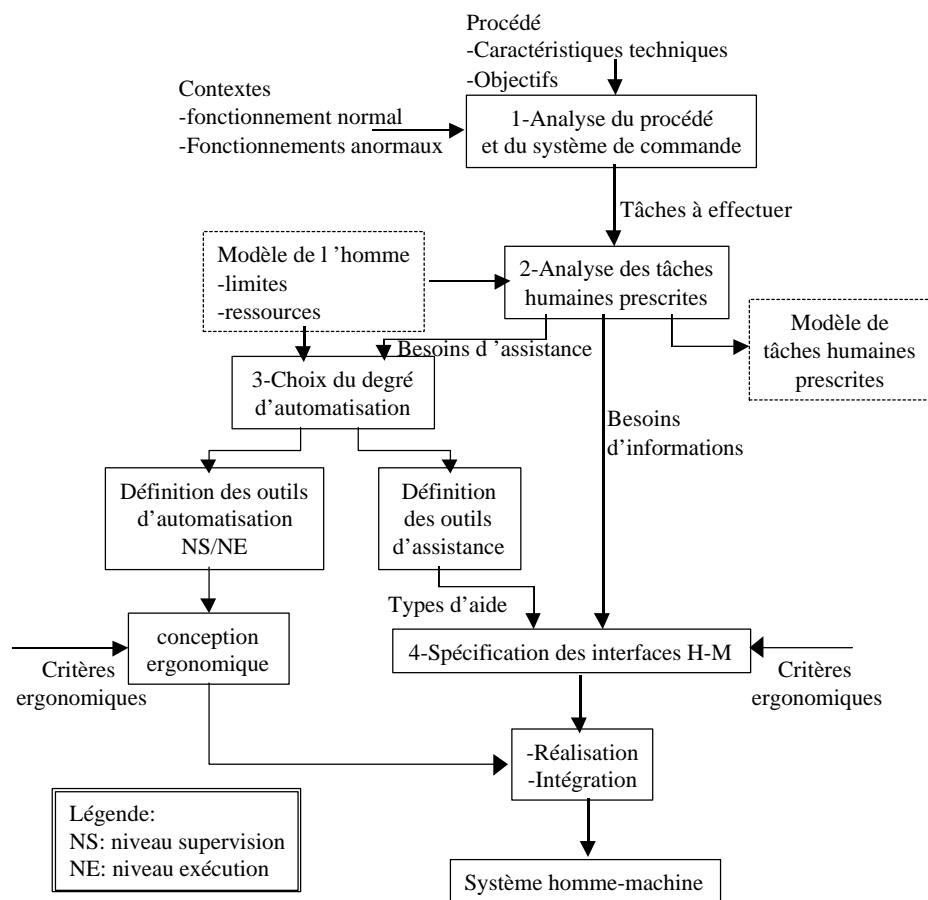 Procédé
-Caractéristiques techniques
-Objectifs
Contextes
-fonctionnement normal
-Fonctionnements anormaux
1-Analyse du procédé
et du système de commande
Tâches à effectuer
Modèle de l ’homme
-limites
-ressources
2-Analyse des tâches
humaines prescrites
Modèle de
tâches humaines
prescrites
Besoins d ’assistance
3-Choix du degré
d’automatisation
Besoins
d’informations
Définition des outils
d’automatisation
NS/NE
Définition
des outils
d’assistance
Types d’aide
conception
ergonomique
Critères
ergonomiques
4-Spécification des interfaces H-M
Critères
ergonomiques
-Réalisation
-Intégration
Légende:
NS: niveau supervision
NE: niveau exécution
Système homme-machine